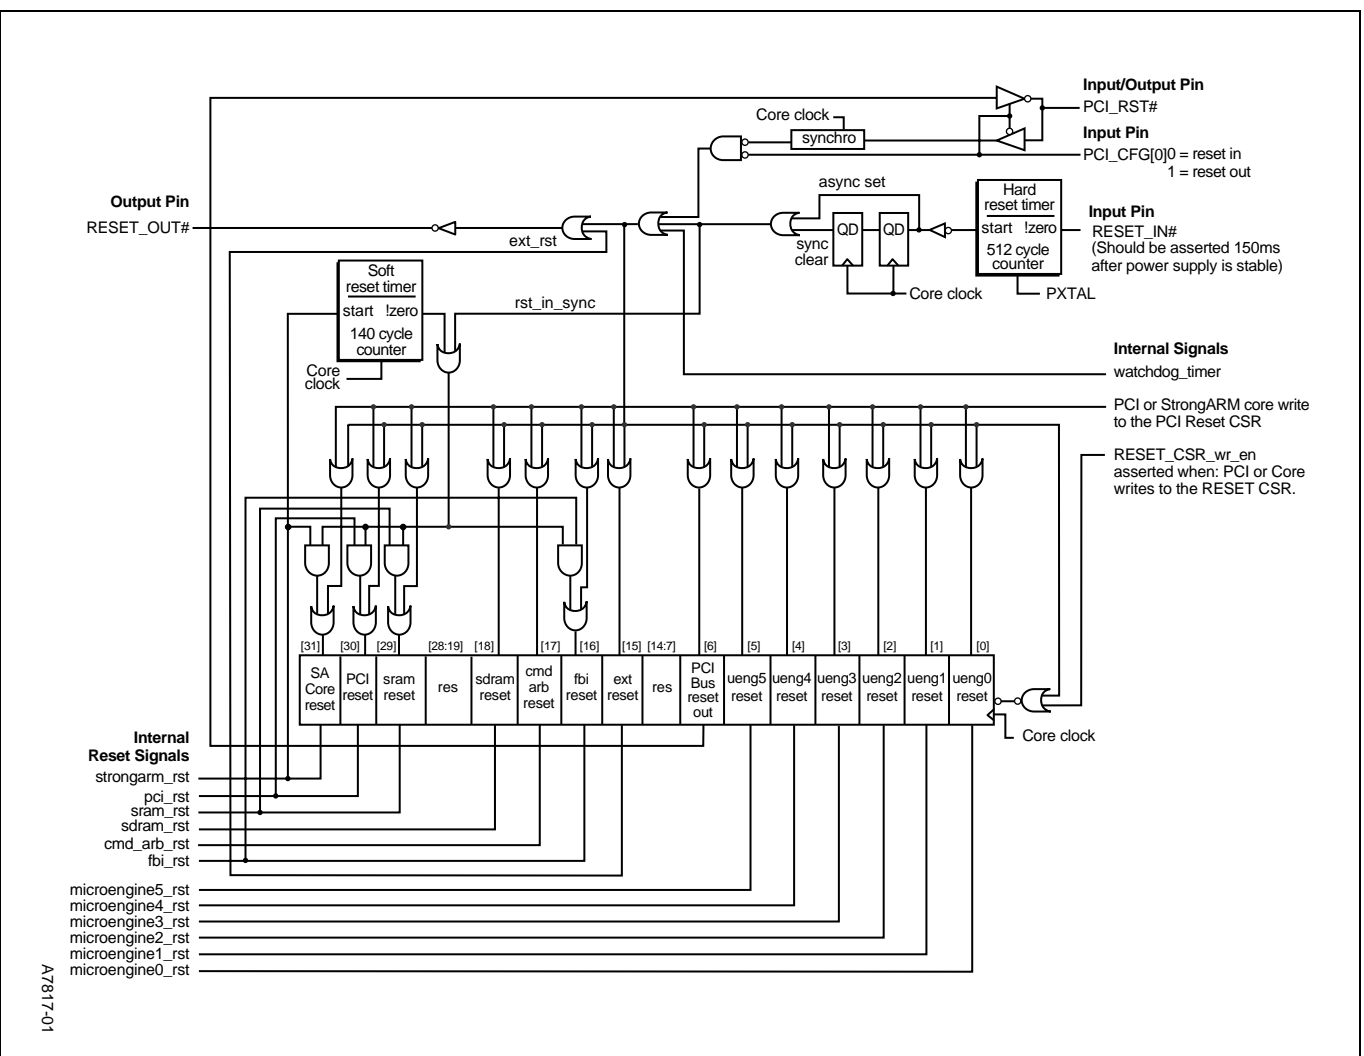 Input/Output Pin
PCI_RST#
Core clock
synchro
Input Pin
PCI_CFG[0]0 = reset in
1 = reset out
async set
Hard
reset timer
start !zero
512 cycle
counter
Input Pin
RESET_IN#
(Should be asserted 150ms
after power supply is stable)
Output Pin
RESET_OUT#
ext_rst
QD
QD
sync
clear
Core clock
PXTAL
Soft
reset timer
start !zero
140 cycle
counter
rst_in_sync
Core
clock
Internal Signals
watchdog_timer
PCI or StrongARM core write
to the PCI Reset CSR
RESET_CSR_wr_en
asserted when: PCI or Core
writes to the RESET CSR.
[31] [30] [29] [28:19] [18] [17] [16] [15] [14:7] [6] [5] [4] [3] [2] [1] [0]
SA
Core
reset
PCI
reset
sram
reset
res
sdram
reset
cmd
arb
reset
fbi
reset
ext
reset
res
PCI
Bus
reset
out
ueng5
reset
ueng4
reset
ueng3
reset
ueng2
reset
ueng1
reset
ueng0
reset
Core clock
Internal
Reset Signals
strongarm_rst
pci_rst
sram_rst
sdram_rst
cmd_arb_rst
fbi_rst
microengine5_rst
microengine4_rst
microengine3_rst
microengine2_rst
microengine1_rst
microengine0_rst
A7817-01